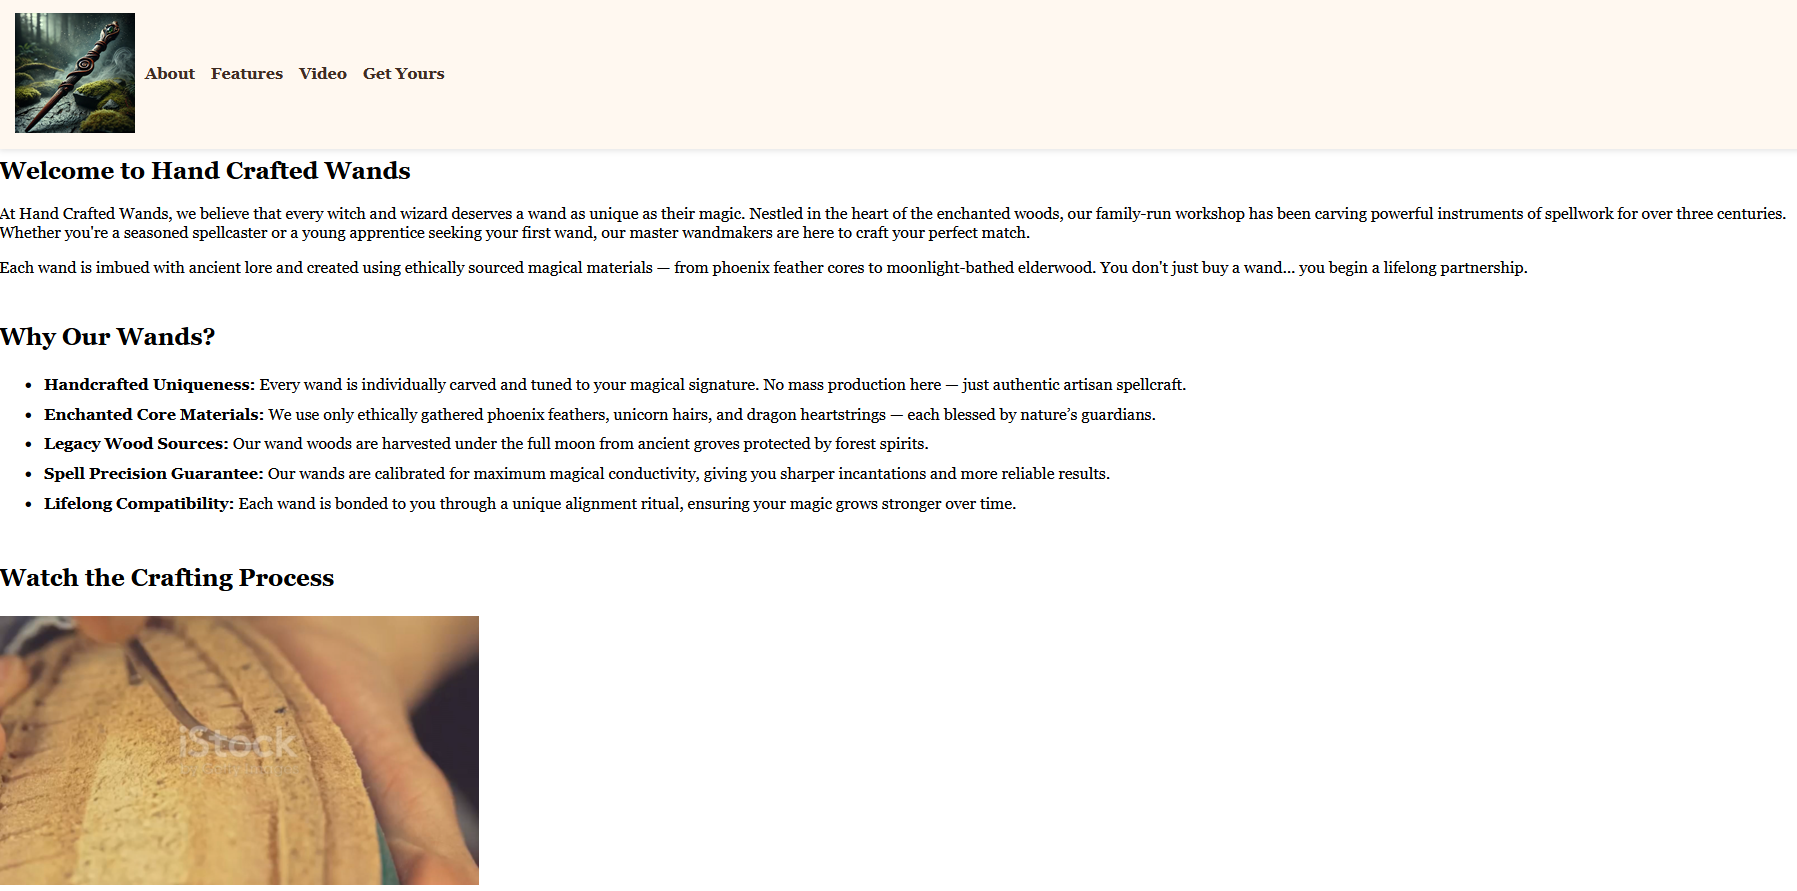 About Features Video Get Yours
Welcome to Hand Crafted Wands
At Hand Crafted Wands, we believe that every witch and wizard deserves a wand as unique as their magic. Nestled in the heart of the enchanted woods, our family-run workshop has been carving powerful instruments of spellwork for over three centuries.
Whether you're a seasoned spellcaster or a young apprentice seeking your first wand, our master wandmakers are here to craft your perfect match.
Each wand is imbued with ancient lore and created using ethically sourced magical materials — from phoenix feather cores to moonlight-bathed elderwood. You don't just buy a wand... you begin a lifelong partnership.
Why Our Wands?
• Handcrafted Uniqueness: Every wand is individually carved and tuned to your magical signature. No mass production here — just authentic artisan spellcraft.
• Enchanted Core Materials: We use only ethically gathered phoenix feathers, unicorn hairs, and dragon heartstrings — each blessed by nature’s guardians.
• Legacy Wood Sources: Our wand woods are harvested under the full moon from ancient groves protected by forest spirits.
• Spell Precision Guarantee: Our wands are calibrated for maximum magical conductivity, giving you sharper incantations and more reliable results.
• Lifelong Compatibility: Each wand is bonded to you through a unique alignment ritual, ensuring your magic grows stronger over time.
Watch the Crafting Process
iStock